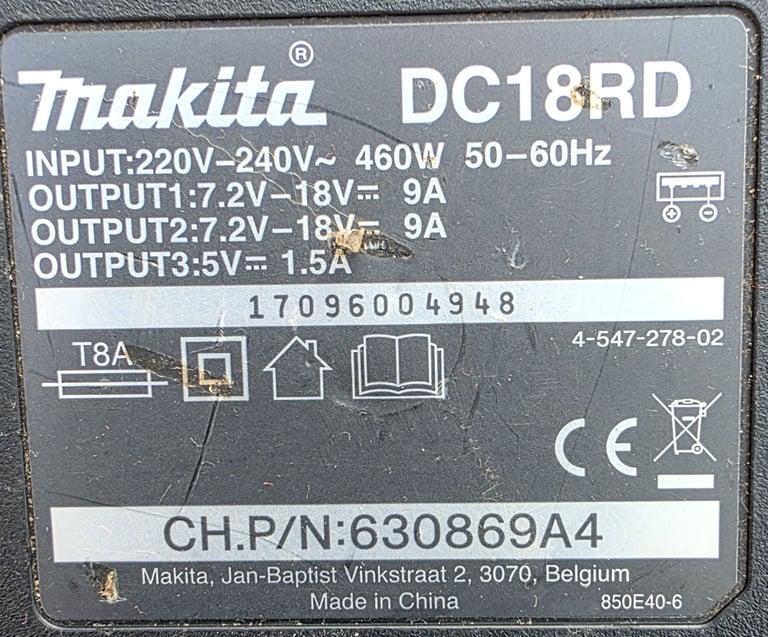 makita® DC18RD
INPUT:220V–240V~ 460W 50–60Hz
OUTPUT1:7.2V–18V⎓ 9A
OUTPUT2:7.2V–18V⎓ 9A
OUTPUT3:5V⎓ 1.5A
17096004948
4-547-278-02
T8A
CE
CH.P/N:630869A4
Makita, Jan-Baptist Vinkstraat 2, 3070, Belgium
Made in China 850E40-6